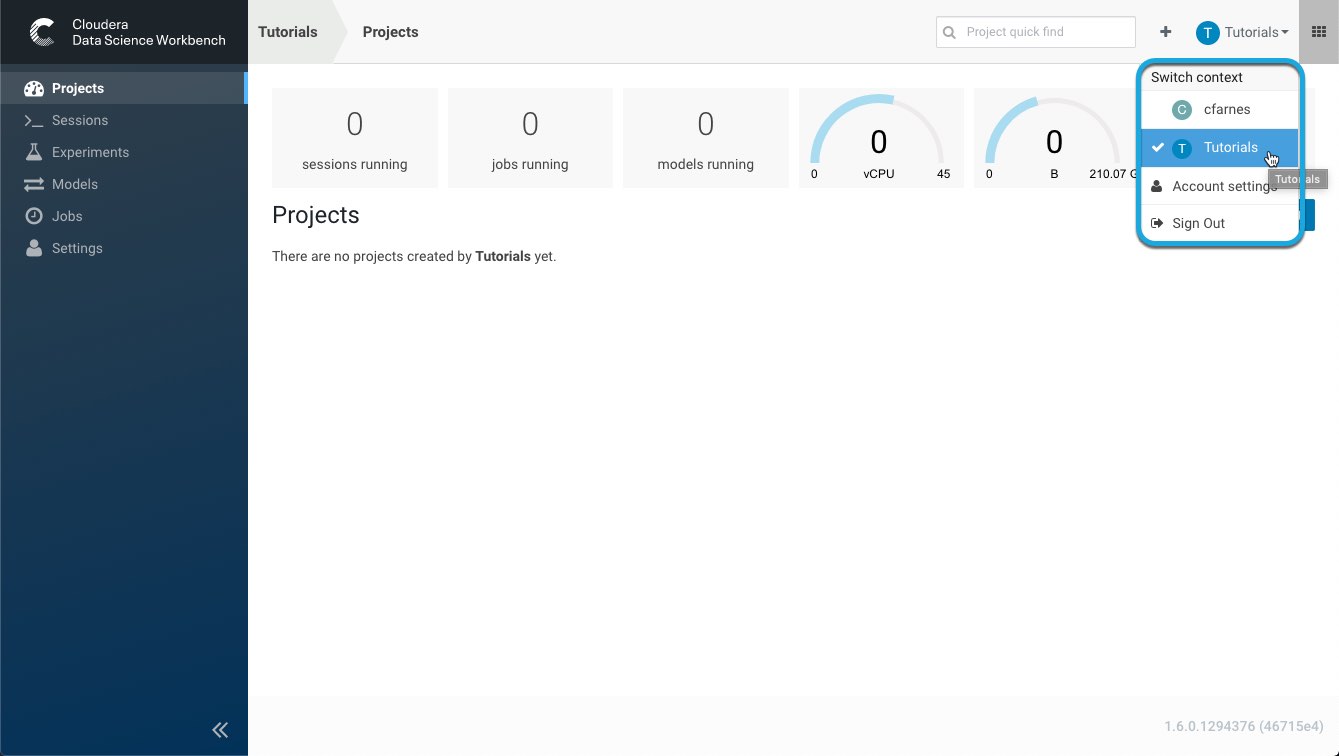 Cloudera
Data Science Workbench
Tutorials
Projects
Project quick find
T
Tutorials
Projects
Sessions
Experiments
Models
Jobs
Settings
0
sessions running
0
jobs running
0
models running
0
0 vCPU 45
0
0 B 210.07 G
Switch context
C cfarnes
T Tutorials
Tutorials
Account settings
Sign Out
Projects
There are no projects created by Tutorials yet.
1.6.0.1294376 (46715e4)